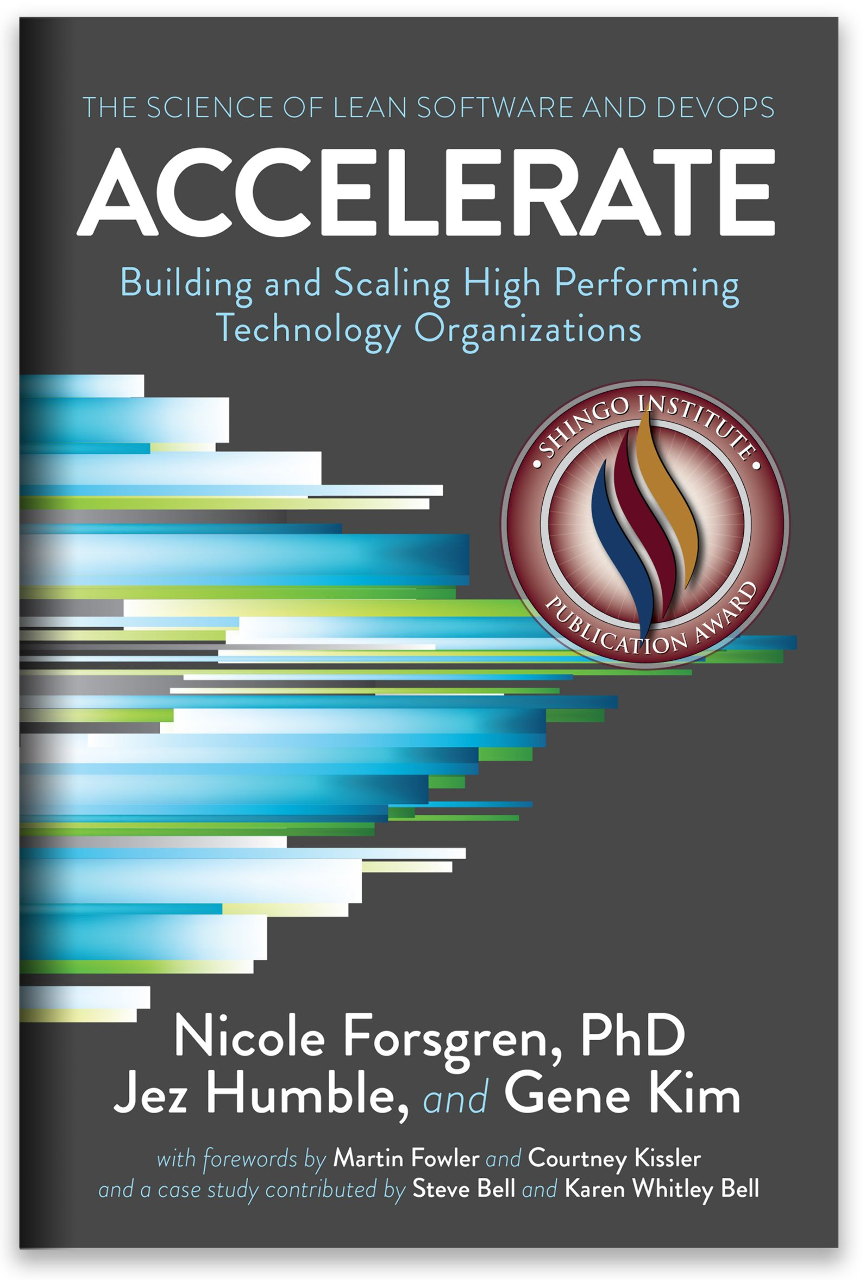 THE SCIENCE OF LEAN SOFTWARE AND DEVOPS
ACCELERATE
Building and Scaling High Performing
Technology Organizations
• SHINGO INSTITUTE •
PUBLICATION AWARD
Nicole Forsgren, PhD
Jez Humble, and Gene Kim
with forewords by Martin Fowler and Courtney Kissler
and a case study contributed by Steve Bell and Karen Whitley Bell